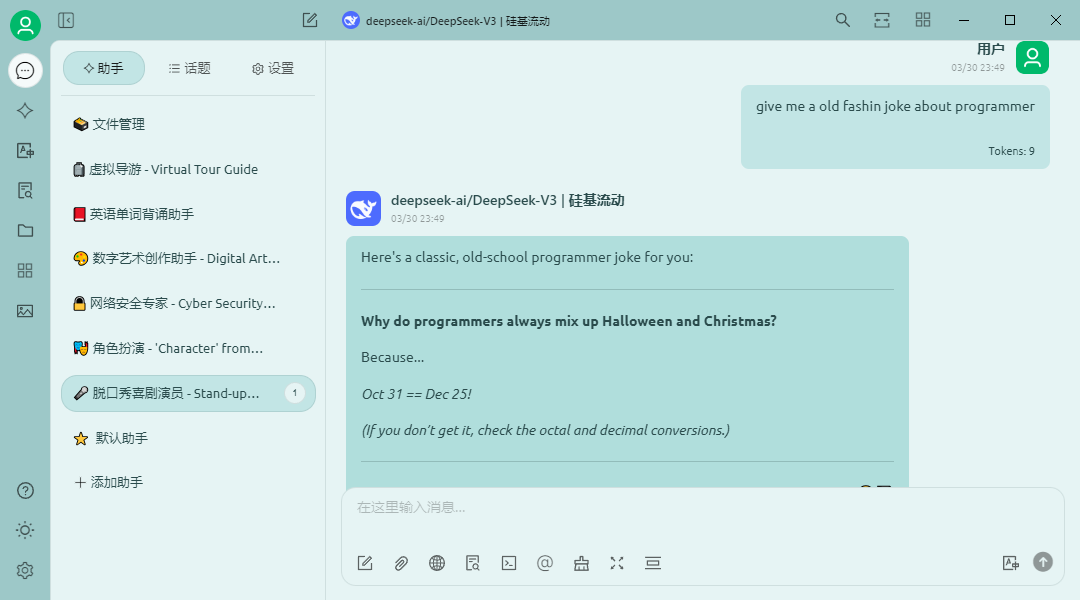 deepseek-ai/DeepSeek-V3 | 硅基流动
助手
话题
设置
文件管理
虚拟导游 - Virtual Tour Guide
英语单词背诵助手
数字艺术创作助手 - Digital Art...
网络安全专家 - Cyber Security...
角色扮演 - 'Character' from...
脱口秀喜剧演员 - Stand-up...
1
默认助手
添加助手
用户
03/30 23:49
give me a old fashin joke about programmer
Tokens: 9
deepseek-ai/DeepSeek-V3 | 硅基流动
03/30 23:49
Here's a classic, old-school programmer joke for you:
Why do programmers always mix up Halloween and Christmas?
Because...
Oct 31 == Dec 25!
(If you don't get it, check the octal and decimal conversions.)
在这里输入消息...